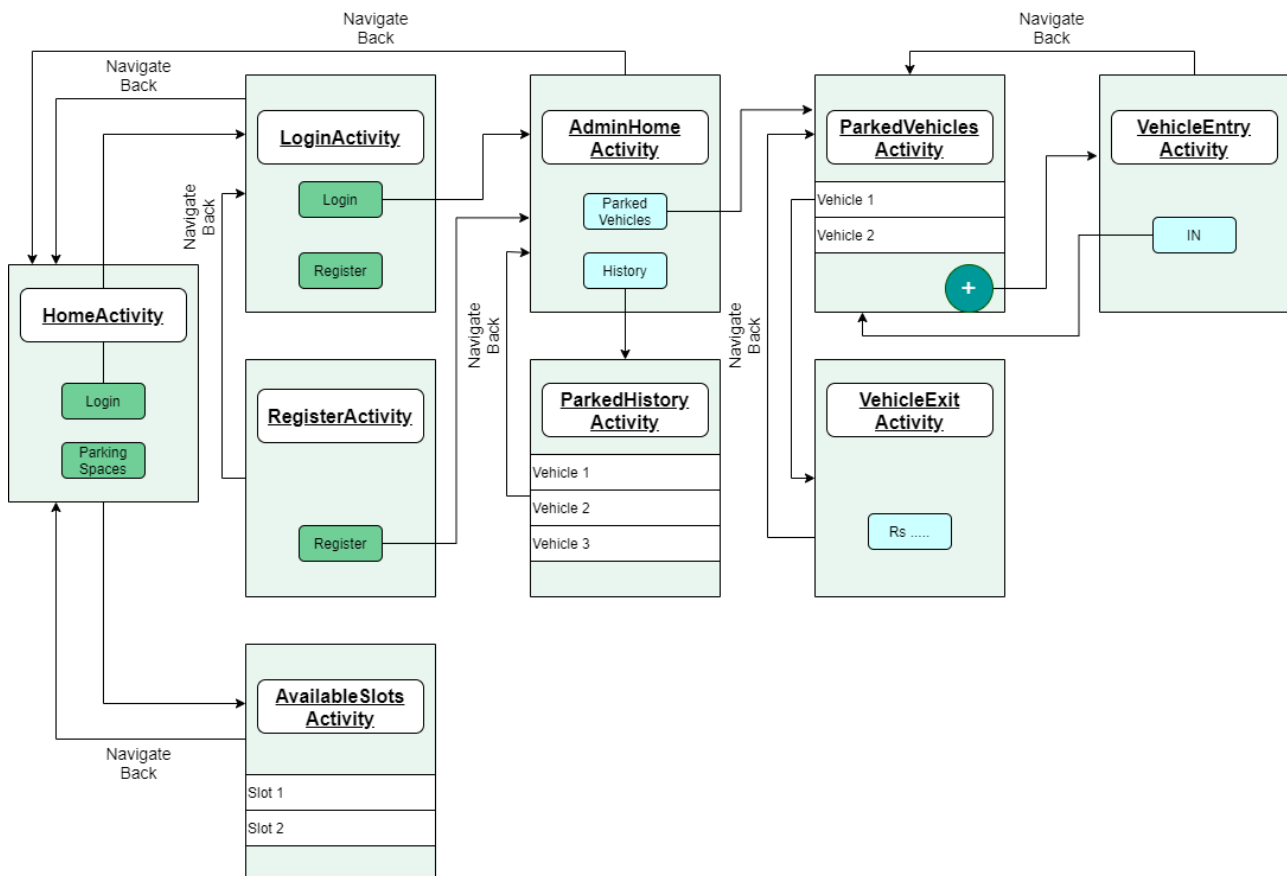 Navigate
Back
Navigate
Back
Navigate
Back
LoginActivity
Login
Register
Navigate
Back
AdminHome
Activity
Parked
Vehicles
History
ParkedVehicles
Activity
Vehicle 1
Vehicle 2
+
VehicleEntry
Activity
IN
HomeActivity
Login
Parking
Spaces
RegisterActivity
Register
Navigate
Back
ParkedHistory
Activity
Vehicle 1
Vehicle 2
Vehicle 3
Navigate
Back
VehicleExit
Activity
Rs .....
AvailableSlots
Activity
Slot 1
Slot 2
Navigate
Back